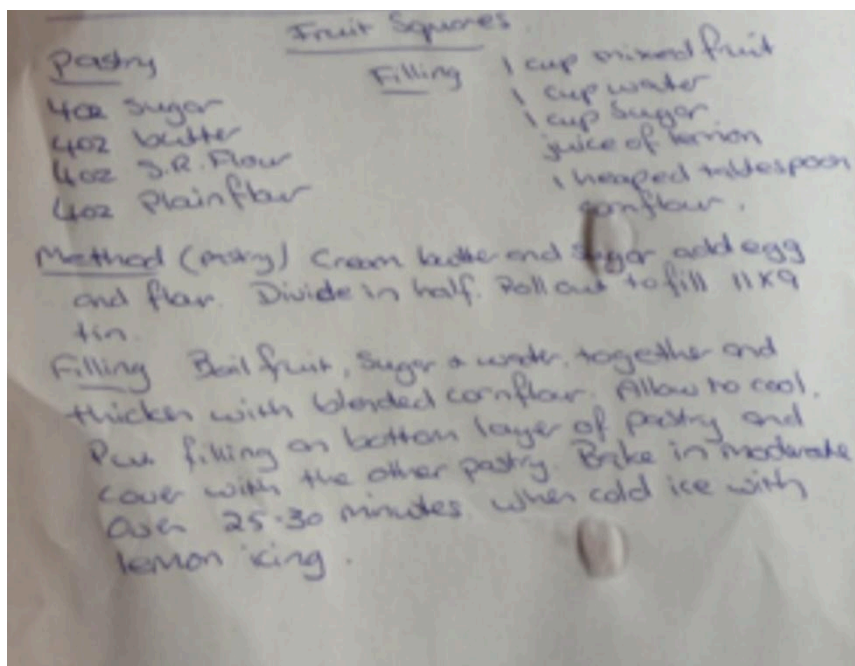 Fruit Squares
Pastry
4oz Sugar
4oz butter
4oz S.R. Flour
4oz Plain flour
Filling
1 cup mixed fruit
1 cup water
1 cup Sugar
juice of lemon
1 heaped tablespoon
cornflour.
Method (pastry) Cream butter and Sugar add egg
and flour. Divide in half. Roll out to fill 11x9
tin.
Filling Boil fruit, Sugar & water, together and
thicken with blended cornflour. Allow to cool.
Put filling on bottom layer of pastry and
cover with the other pastry. Bake in moderate
Oven 25-30 minutes. When cold ice with
lemon icing.